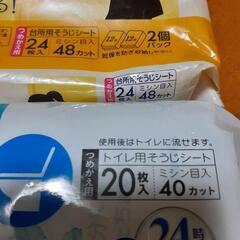 る!
台所用そうじシート
つめかえ用
24枚入
ミシン目入
48カット
2個
パック
台所用そうじシート
24枚入
ミシン目入
48カット
使用後はトイレに流せます。
つめかえ用
トイレ用そうじシート
20枚入
ミシン目入
40カット
24時